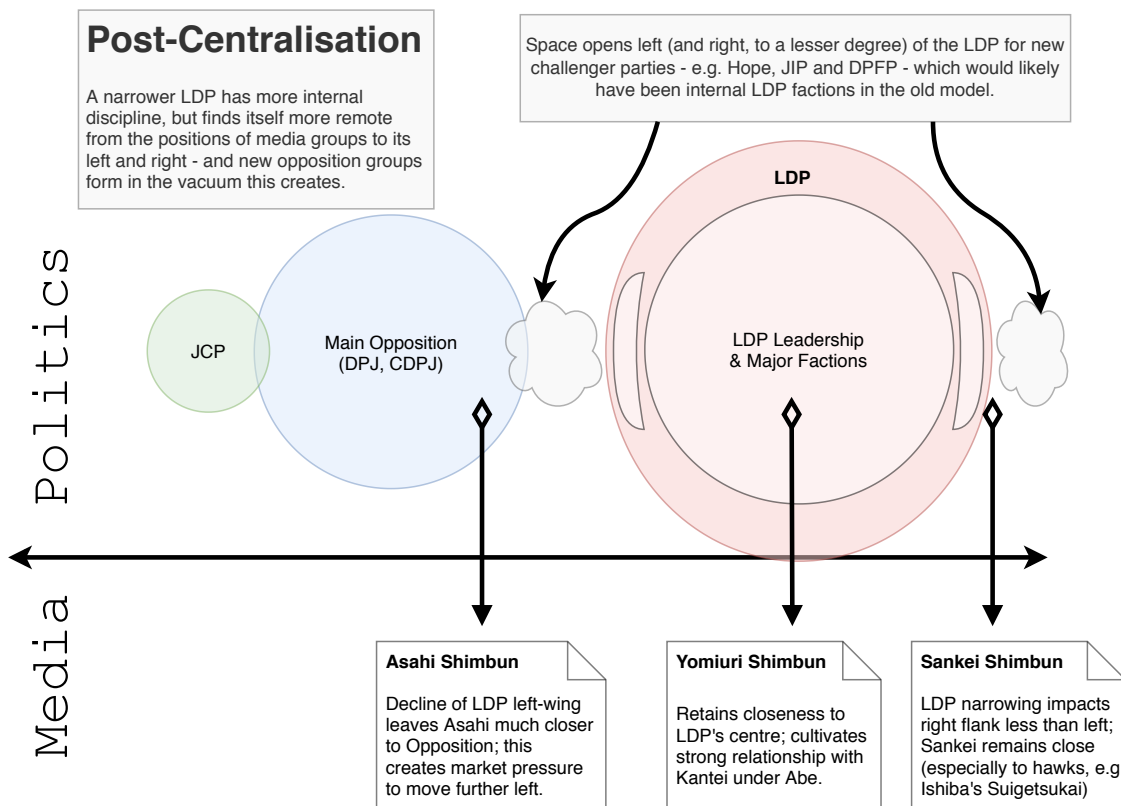 Post-Centralisation
A narrower LDP has more internal
discipline, but finds itself more remote
from the positions of media groups to its
left and right - and new opposition groups
form in the vacuum this creates.
Space opens left (and right, to a lesser degree) of the LDP for new
challenger parties - e.g. Hope, JIP and DPFP - which would likely
have been internal LDP factions in the old model.
Politics
JCP
Main Opposition
(DPJ, CDPJ)
LDP
LDP Leadership
& Major Factions
Media
Asahi Shimbun
Decline of LDP left-wing
leaves Asahi much closer
to Opposition; this
creates market pressure
to move further left.
Yomiuri Shimbun
Retains closeness to
LDP's centre; cultivates
strong relationship with
Kantei under Abe.
Sankei Shimbun
LDP narrowing impacts
right flank less than left;
Sankei remains close
(especially to hawks, e.g
Ishiba's Suigetsukai)